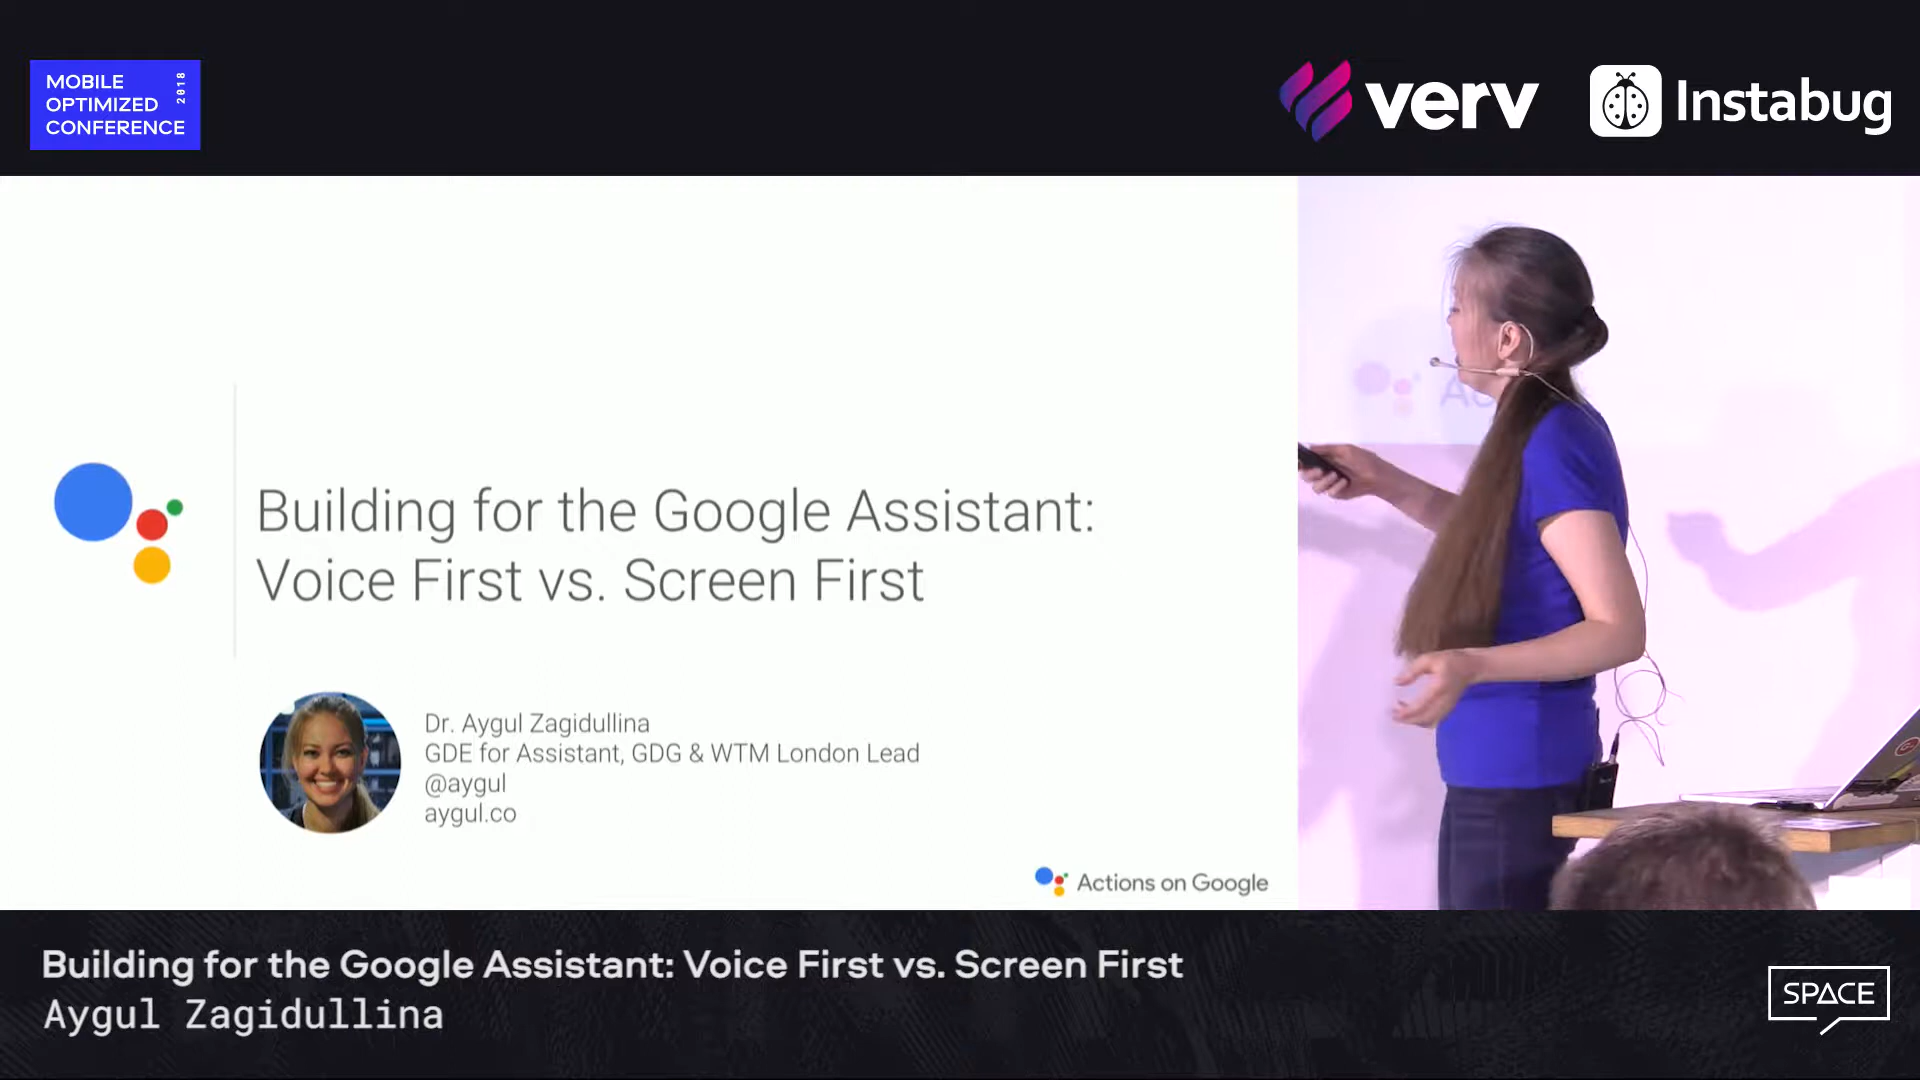 MOBILE
OPTIMIZED
CONFERENCE
2018
verv
Instabug
Building for the Google Assistant:
Voice First vs. Screen First
Dr. Aygul Zagidullina
GDE for Assistant, GDG & WTM London Lead
@aygul
aygul.co
Actions on Google
Building for the Google Assistant: Voice First vs. Screen First
Aygul Zagidullina
SPACE